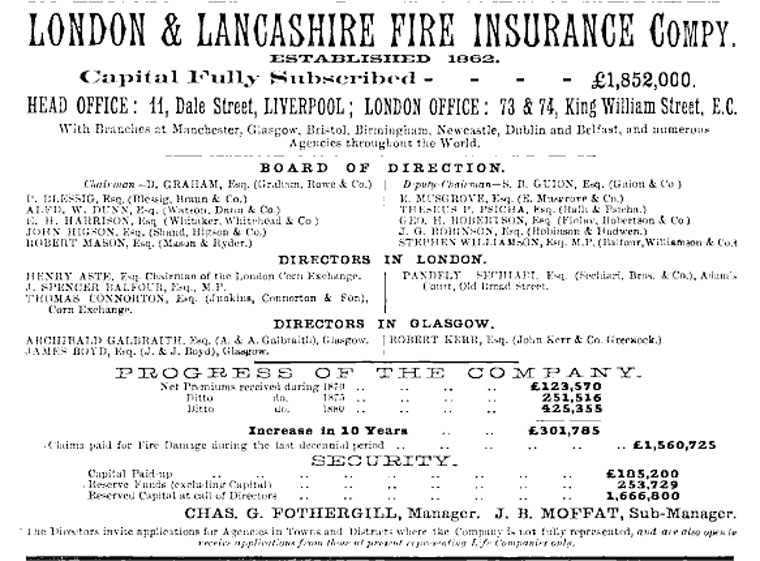 LONDON & LANCASHIRE FIRE INSURANCE COMPY.
ESTABLISHED 1862.
Capital Fully Subscribed - - - - £1,852,000.
HEAD OFFICE: 11, Dale Street, LIVERPOOL; LONDON OFFICE: 73 & 74, King William Street, E.C.
With Branches at Manchester, Glasgow, Bristol, Birmingham, Newcastle, Dublin and Belfast, and numerous
Agencies throughout the World.
BOARD OF DIRECTION.
Chairman—D. GRAHAM, Esq. (Graham, Rowe & Co.)
P. BLESSIG, Esq. (Blessig, Braun & Co.)
ALFD. W. DUNN, Esq. (Watson, Dunn & Co.)
E. H. HARRISON, Esq. (Whitaker, Whitehead & Co.)
JOHN HIGSON, Esq. (Shand, Higson & Co.)
ROBERT MASON, Esq. (Mason & Ryder.)
Deputy-Chairman—S. B. GUION, Esq. (Guion & Co.)
E. MUSGROVE, Esq. (E. Musgrove & Co.)
THESEUS P. PSICHA, Esq. (Ralli & Psicha.)
GEO. H. ROBERTSON, Esq. (Finlay, Robertson & Co.)
J. G. ROBINSON, Esq. (Robinson & Hudwen.)
STEPHEN WILLIAMSON, Esq. M.P. (Balfour, Williamson & Co.)
DIRECTORS IN LONDON.
HENRY ASTE, Esq. Chairman of the London Corn Exchange.
J. SPENCER BALFOUR, Esq., M.P.
THOMAS CONNORTON, Esq. (Junkins, Connorton & Son),
Corn Exchange.
PANDELY SECHIARI, Esq. (Sechiari, Bros. & Co.), Adam's
Court, Old Broad Street.
DIRECTORS IN GLASGOW.
ARCHIBALD GALBRAITH, Esq. (A. & A. Galbraith), Glasgow.
JAMES BOYD, Esq. (J. & J. Boyd), Glasgow.
ROBERT KERR, Esq. (John Kerr & Co. Greenock.)
PROGRESS OF THE COMPANY.
Net Premiums received during 1870 .. .. .. .. £123,570
Ditto do. 1875 .. .. .. .. 251,516
Ditto do. 1880 .. .. .. .. 425,355
Increase in 10 Years .. .. .. £301,785
Claims paid for Fire Damage during the last decennial period .. .. .. .. .. .. £1,560,725
SECURITY.
Capital Paid-up .. .. .. .. .. .. .. £185,200
Reserve Funds (excluding Capital) .. .. .. .. .. 253,729
Reserved Capital at call of Directors .. .. .. .. .. 1,666,800
CHAS. G. FOTHERGILL, Manager. J. B. MOFFAT, Sub-Manager.
* The Directors invite applications for Agencies in Towns and Districts where the Company is not fully represented, and are also open to
receive applications from those at present representing Life Companies only.